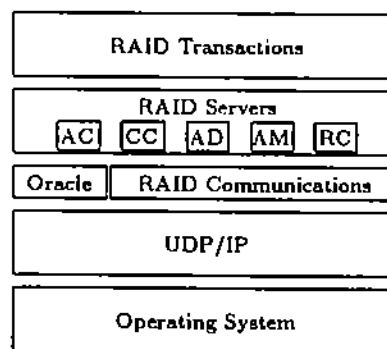 RAID Transactions
RAID Servers
AC CC AD AM RC
Oracle RAID Communications
UDP/IP
Operating System